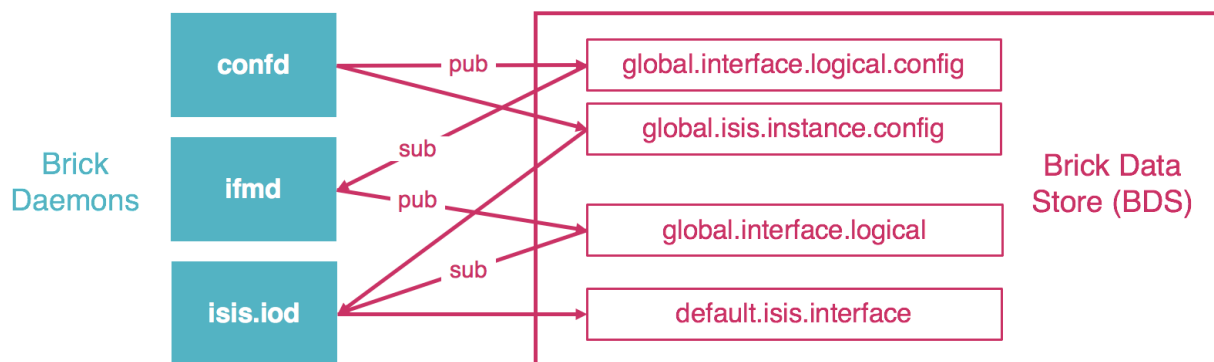 confd
pub
global.interface.logical.config
global.isis.instance.config
sub
Brick
Daemons
ifmd
pub
global.interface.logical
Brick Data
Store (BDS)
sub
isis.iod
default.isis.interface